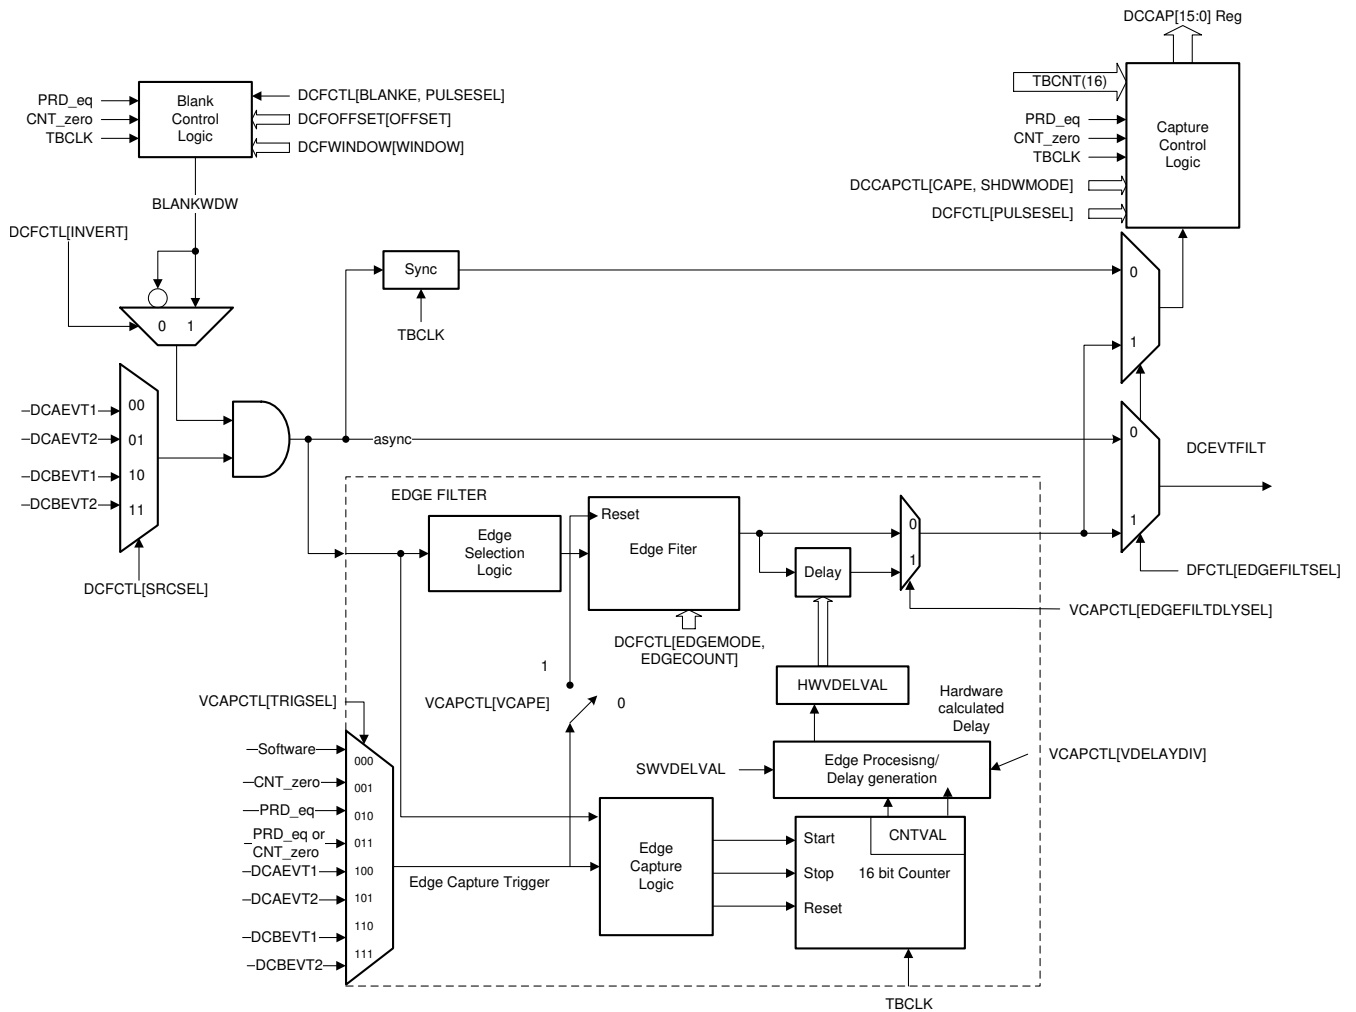 DCCAP[15:0] Reg
TBCNT(16)
PRD_eq
CNT_zero
TBCLK
DCCAPCTL[CAPE, SHDWMODE]
DCFCTL[PULSESEL]
Capture
Control
Logic
PRD_eq
CNT_zero
TBCLK
Blank
Control
Logic
DCFCTL[BLANKE, PULSESEL]
DCFOFFSET[OFFSET]
DCFWINDOW[WINDOW]
BLANKWDW
DCFCTL[INVERT]
0 1
Sync
TBCLK
0
1
DCAEVT1
DCAEVT2
DCBEVT1
DCBEVT2
00
01
10
11
DCFCTL[SRCSEL]
async
0
1
DCEVTFILT
DFCTL[EDGEFILTSEL]
EDGE FILTER
Edge
Selection
Logic
Reset
Edge Fiter
DCFCTL[EDGEMODE,
EDGECOUNT]
Delay
0
1
VCAPCTL[EDGEFILTDLYSEL]
HWVDELVAL
Hardware
calculated
Delay
1
VCAPCTL[VCAPE]
0
VCAPCTL[TRIGSEL]
SWVDELVAL
Edge Procesisng/
Delay generation
VCAPCTL[VDELAYDIV]
Software
CNT_zero
PRD_eq
PRD_eq or
CNT_zero
DCAEVT1
DCAEVT2
DCBEVT1
DCBEVT2
000
001
010
011
100
101
110
111
Edge Capture Trigger
Edge
Capture
Logic
Start
Stop
Reset
CNTVAL
16 bit Counter
TBCLK